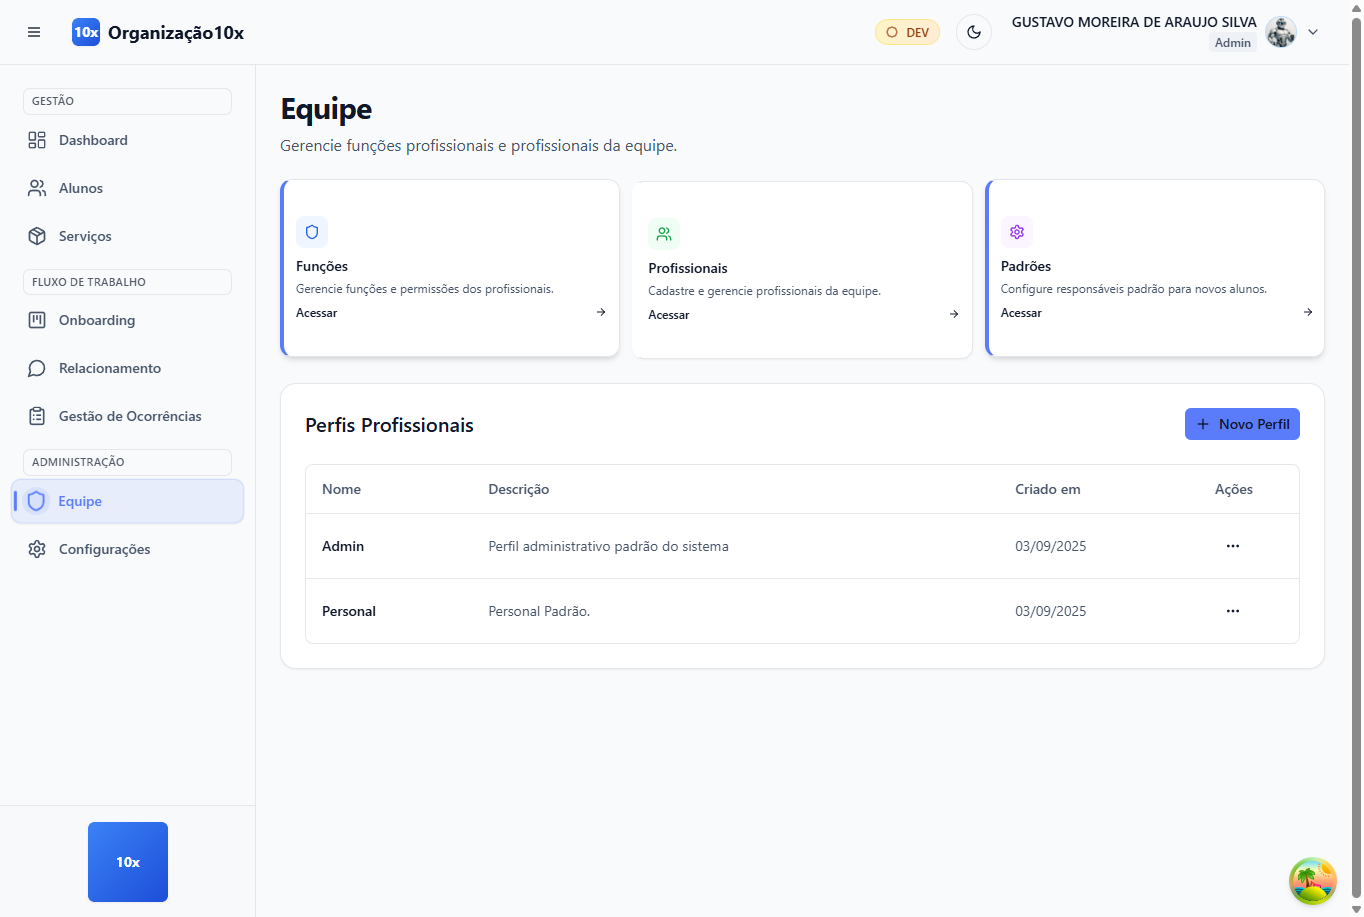 10x Organização10x
DEV
GUSTAVO MOREIRA DE ARAUJO SILVA
Admin
GESTÃO
Dashboard
Alunos
Serviços
FLUXO DE TRABALHO
Onboarding
Relacionamento
Gestão de Ocorrências
ADMINISTRAÇÃO
Equipe
Configurações
10x
Equipe
Gerencie funções profissionais e profissionais da equipe.
Funções
Gerencie funções e permissões dos profissionais.
Acessar
Profissionais
Cadastre e gerencie profissionais da equipe.
Acessar
Padrões
Configure responsáveis padrão para novos alunos.
Acessar
Perfis Profissionais
Novo Perfil
Nome Descrição Criado em Ações
Admin Perfil administrativo padrão do sistema 03/09/2025
Personal Personal Padrão. 03/09/2025